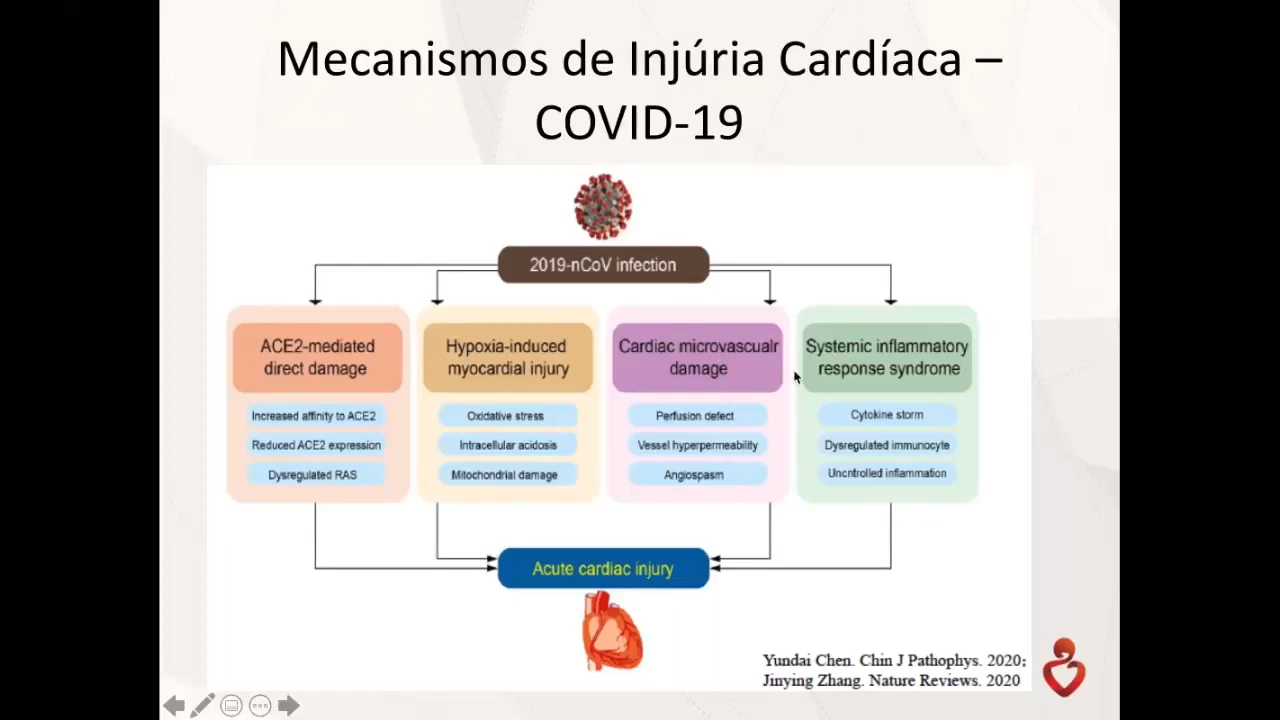 Mecanismos de Injúria Cardíaca –
COVID-19
2019-nCoV infection
ACE2-mediated
direct damage
Increased affinity to ACE2
Reduced ACE2 expression
Dysregulated RAS
Hypoxia-induced
myocardial injury
Oxidative stress
Intracellular acidosis
Mitochondrial damage
Cardiac microvascualr
damage
Perfusion defect
Vessel hyperpermeability
Angiospasm
Systemic inflammatory
response syndrome
Cytokine storm
Dysregulated immunocyte
Uncntrolled inflammation
Acute cardiac injury
Yundai Chen. Chin J Pathophys. 2020;
Jinying Zhang. Nature Reviews. 2020